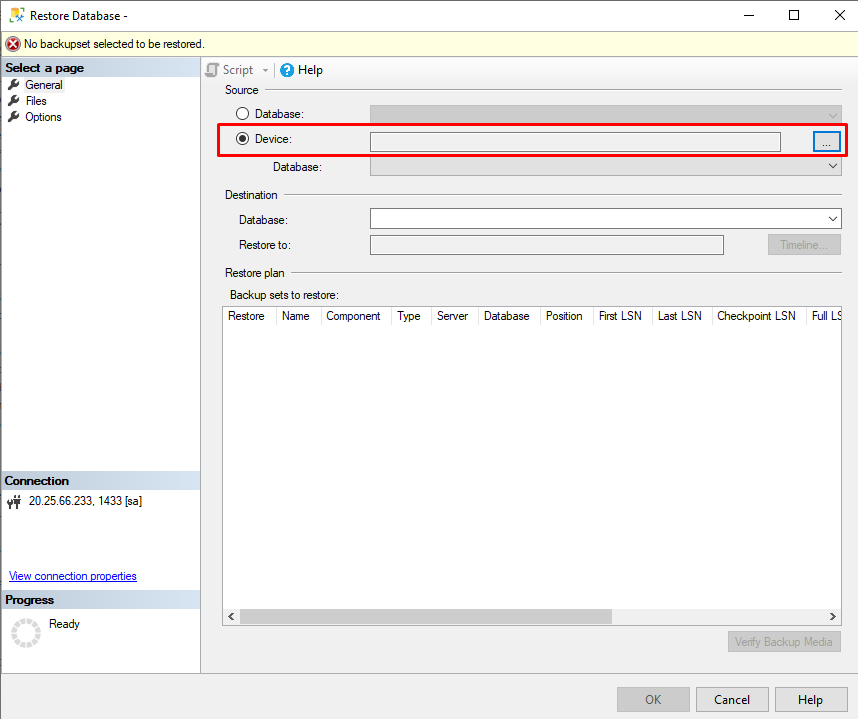 Restore Database -
No backupset selected to be restored.
Select a page
General
Files
Options
Script
Help
Source
Database:
Device:
...
Database:
Destination
Database:
Restore to:
Timeline...
Restore plan
Backup sets to restore:
Restore Name Component Type Server Database Position First LSN Last LSN Checkpoint LSN Full LS
Connection
20.25.66.233, 1433 [sa]
View connection properties
Progress
Ready
Verify Backup Media
OK Cancel Help